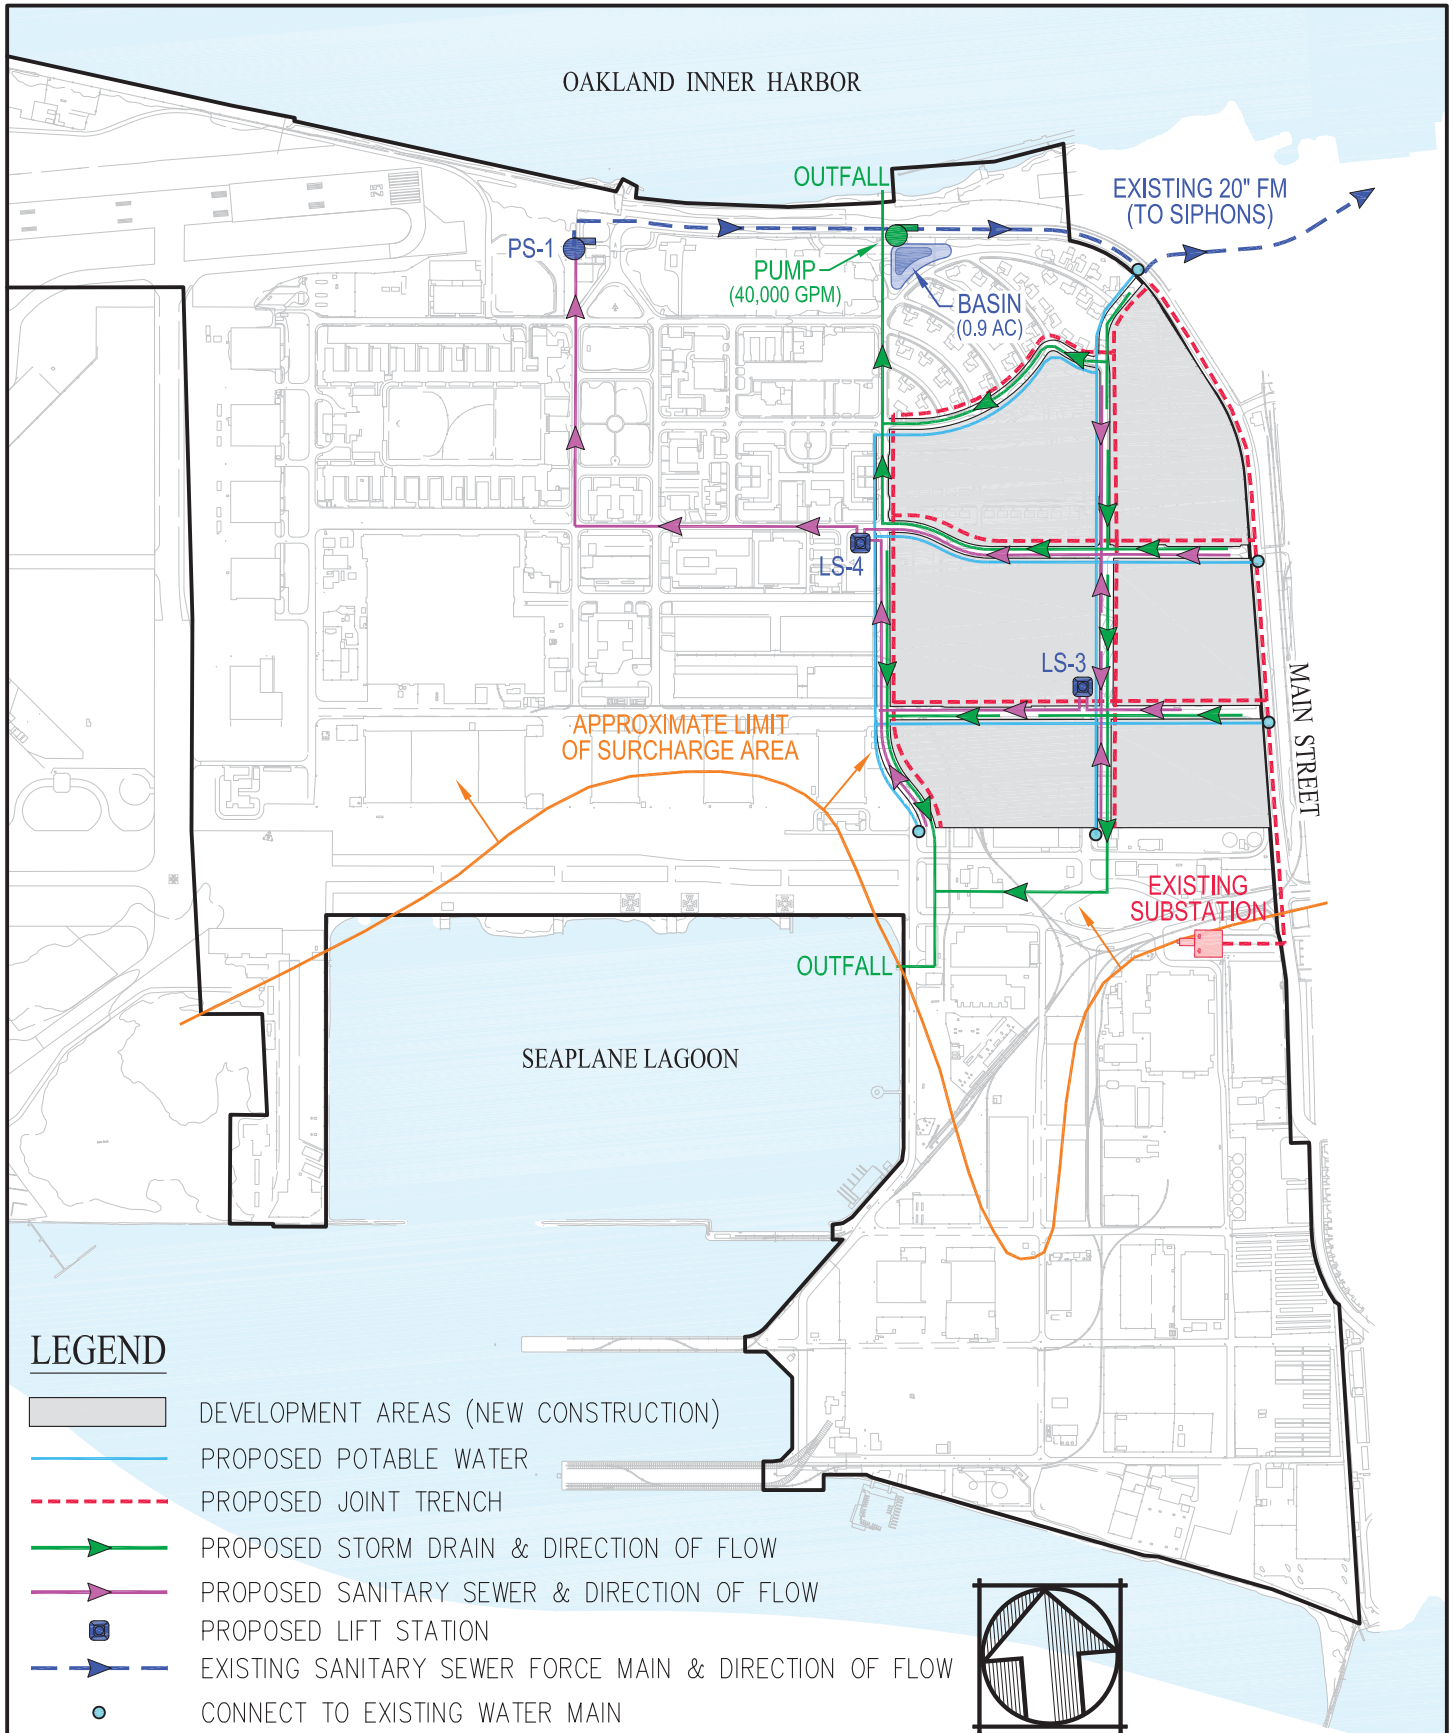 OAKLAND INNER HARBOR
OUTFALL
EXISTING 20" FM
(TO SIPHONS)
PS-1
PUMP
(40,000 GPM)
BASIN
(0.9 AC)
LS-4
LS-3
MAIN STREET
APPROXIMATE LIMIT
OF SURCHARGE AREA
EXISTING
SUBSTATION
OUTFALL
SEAPLANE LAGOON
LEGEND
DEVELOPMENT AREAS (NEW CONSTRUCTION)
PROPOSED POTABLE WATER
PROPOSED JOINT TRENCH
PROPOSED STORM DRAIN & DIRECTION OF FLOW
PROPOSED SANITARY SEWER & DIRECTION OF FLOW
PROPOSED LIFT STATION
EXISTING SANITARY SEWER FORCE MAIN & DIRECTION OF FLOW
CONNECT TO EXISTING WATER MAIN